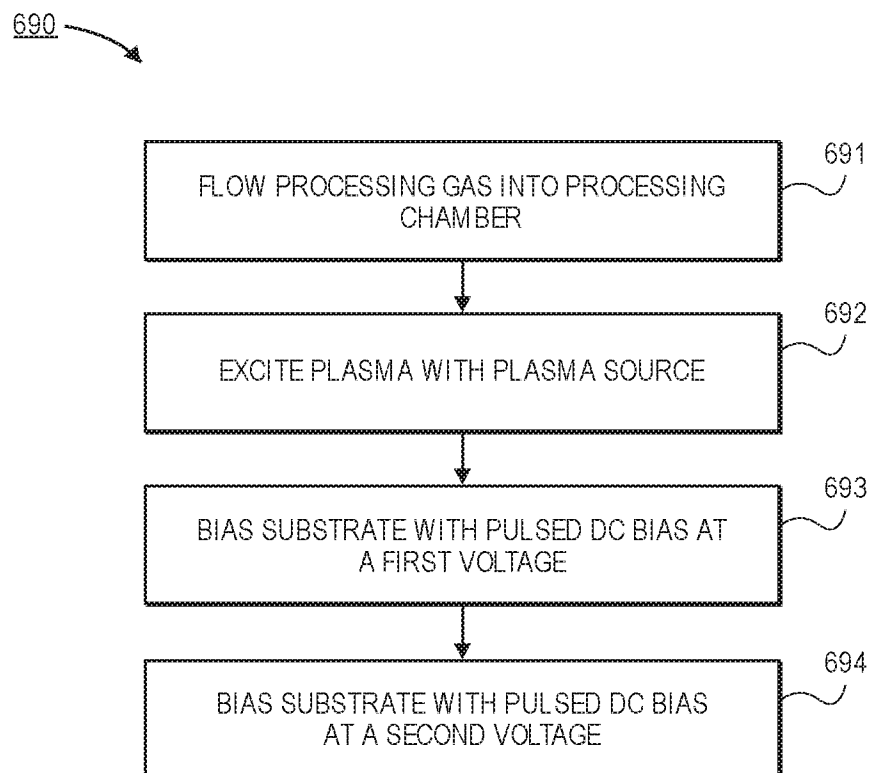 690
691
FLOW PROCESSING GAS INTO PROCESSING
CHAMBER
692
EXCITE PLASMA WITH PLASMA SOURCE
693
BIAS SUBSTRATE WITH PULSED DC BIAS AT
A FIRST VOLTAGE
694
BIAS SUBSTRATE WITH PULSED DC BIAS
AT A SECOND VOLTAGE